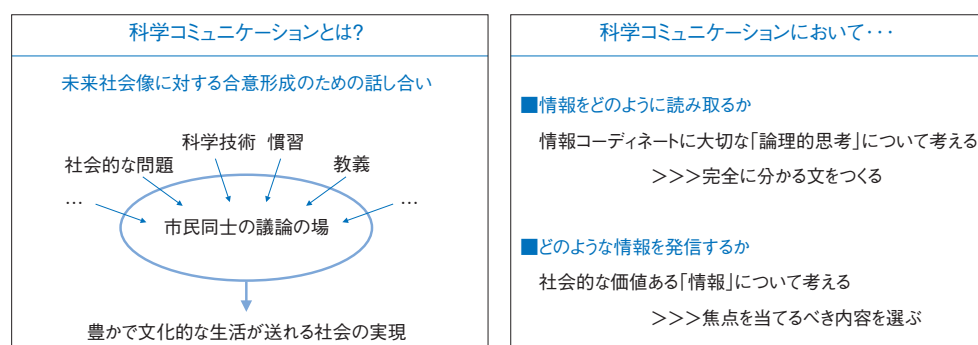 科学コミュニケーションとは?
未来社会像に対する合意形成のための話し合い
科学技術 慣習
社会的な問題 教義
… …
市民同士の議論の場
豊かで文化的な生活が送れる社会の実現
科学コミュニケーションにおいて・・・
■情報をどのように読み取るか
情報コーディネートに大切な「論理的思考」について考える
>>>完全に分かる文をつくる
■どのような情報を発信するか
社会的な価値ある「情報」について考える
>>>焦点を当てるべき内容を選ぶ